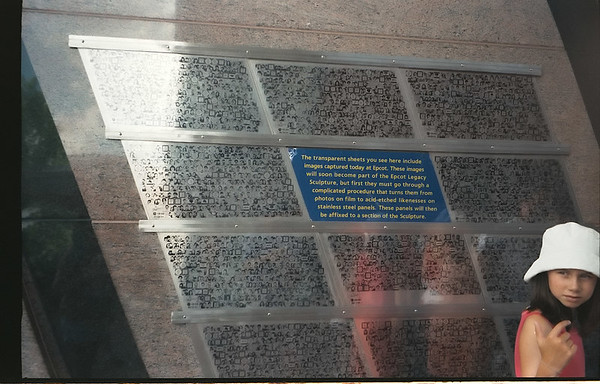 The transparent sheets you see here include
images captured today at Epcot. These images
will soon become part of the Epcot Legacy
Sculpture, but first they must go through a
complicated procedure that turns them from
photos on film to acid-etched likenesses on
stainless steel panels. These panels will then
be affixed to a section of the Sculpture.